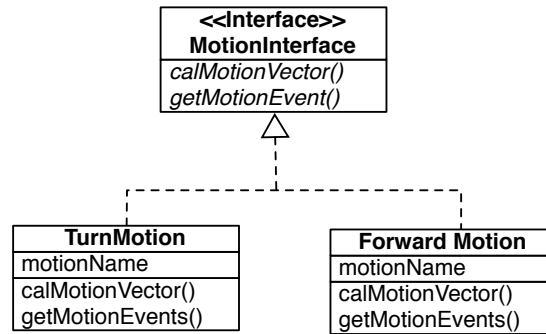 <<Interface>>
MotionInterface
calMotionVector()
getMotionEvent()
TurnMotion
motionName
calMotionVector()
getMotionEvents()
Forward Motion
motionName
calMotionVector()
getMotionEvents()